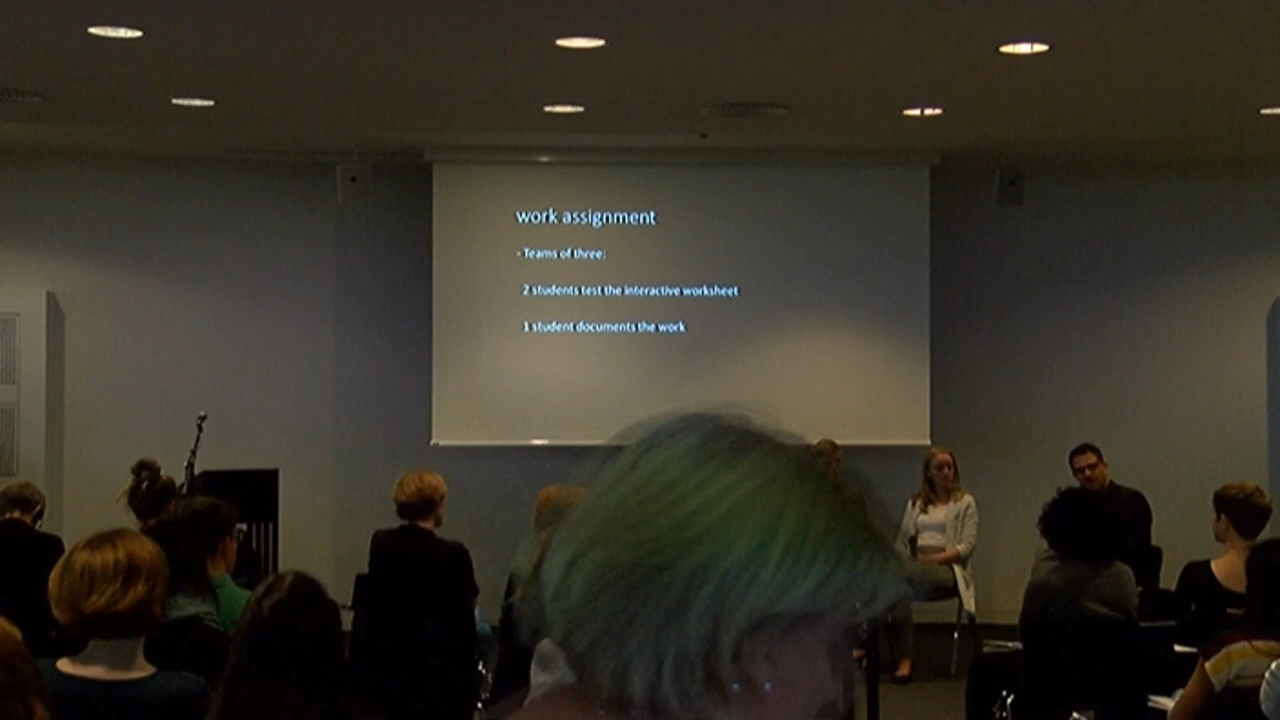 work assignment
- Teams of three:
2 students test the interactive worksheet
1 student documents the work